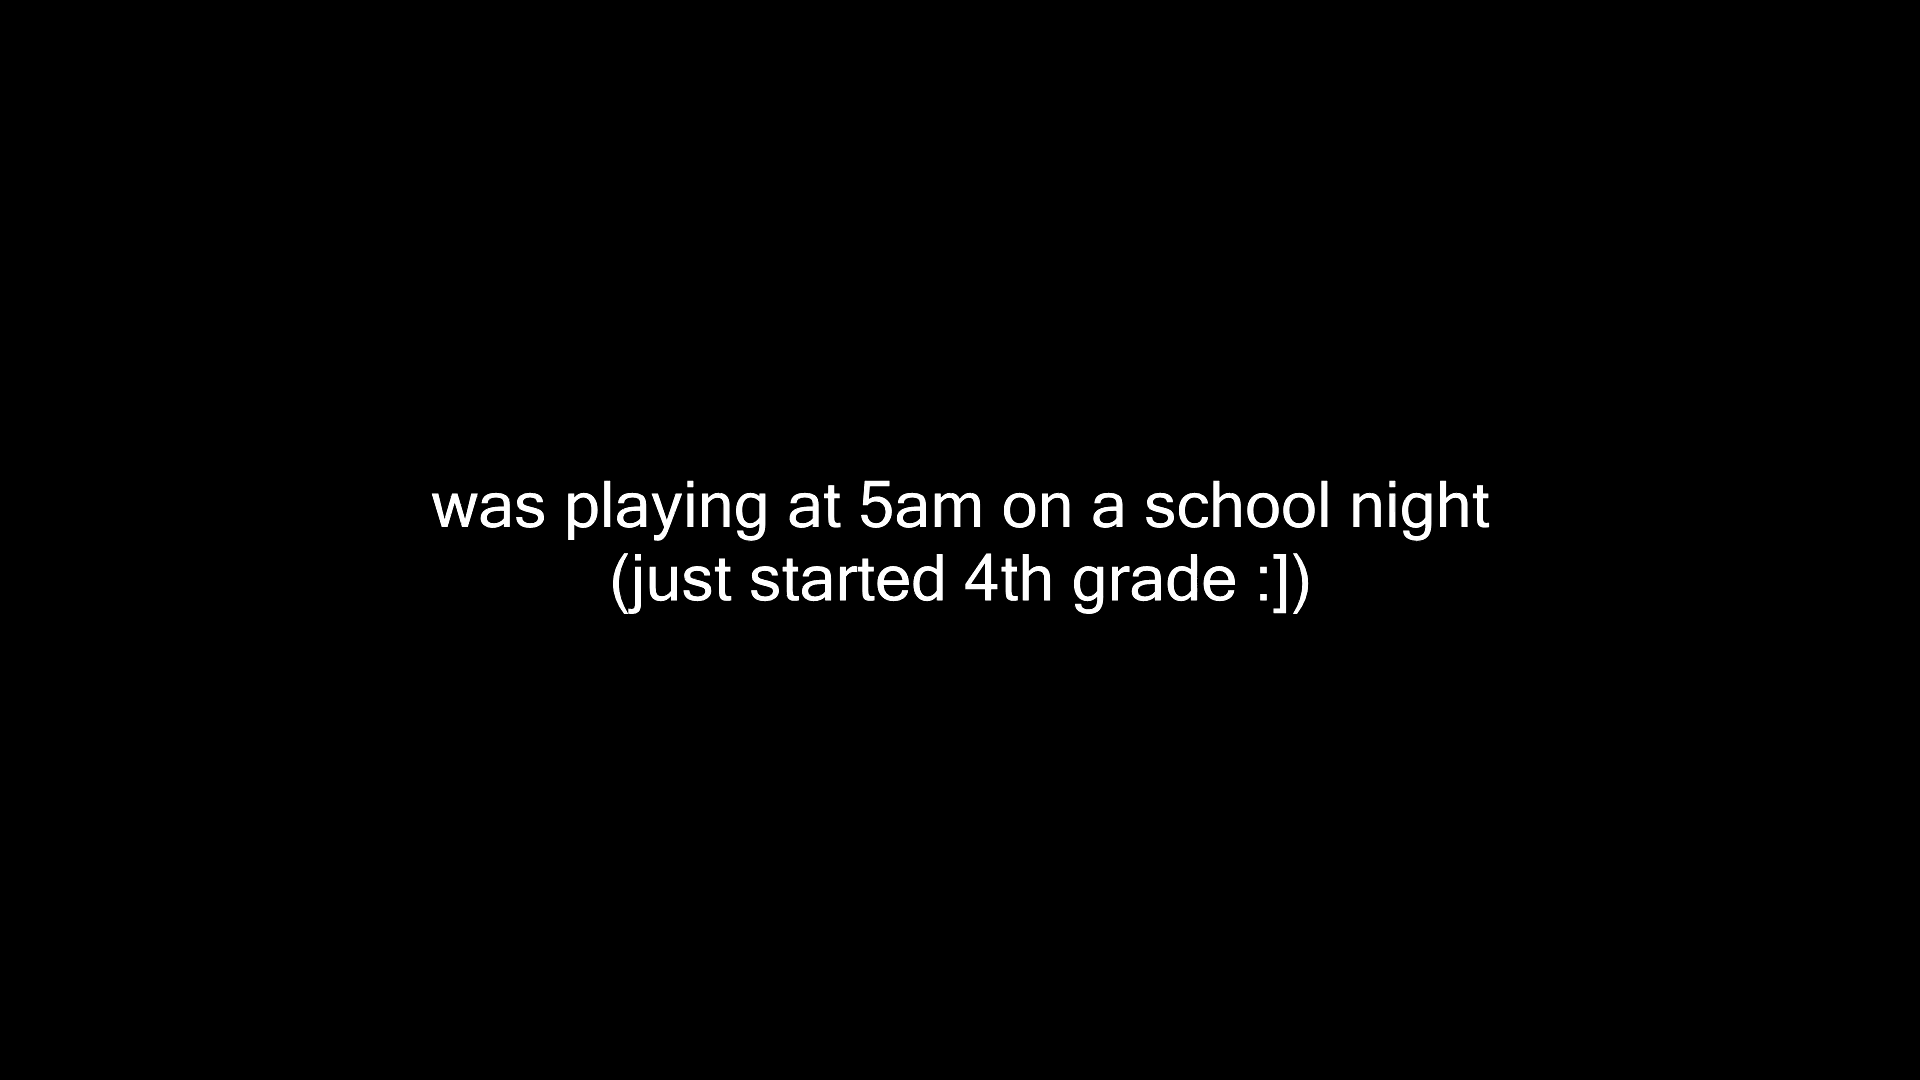 was playing at 5am on a school night
(just started 4th grade :])